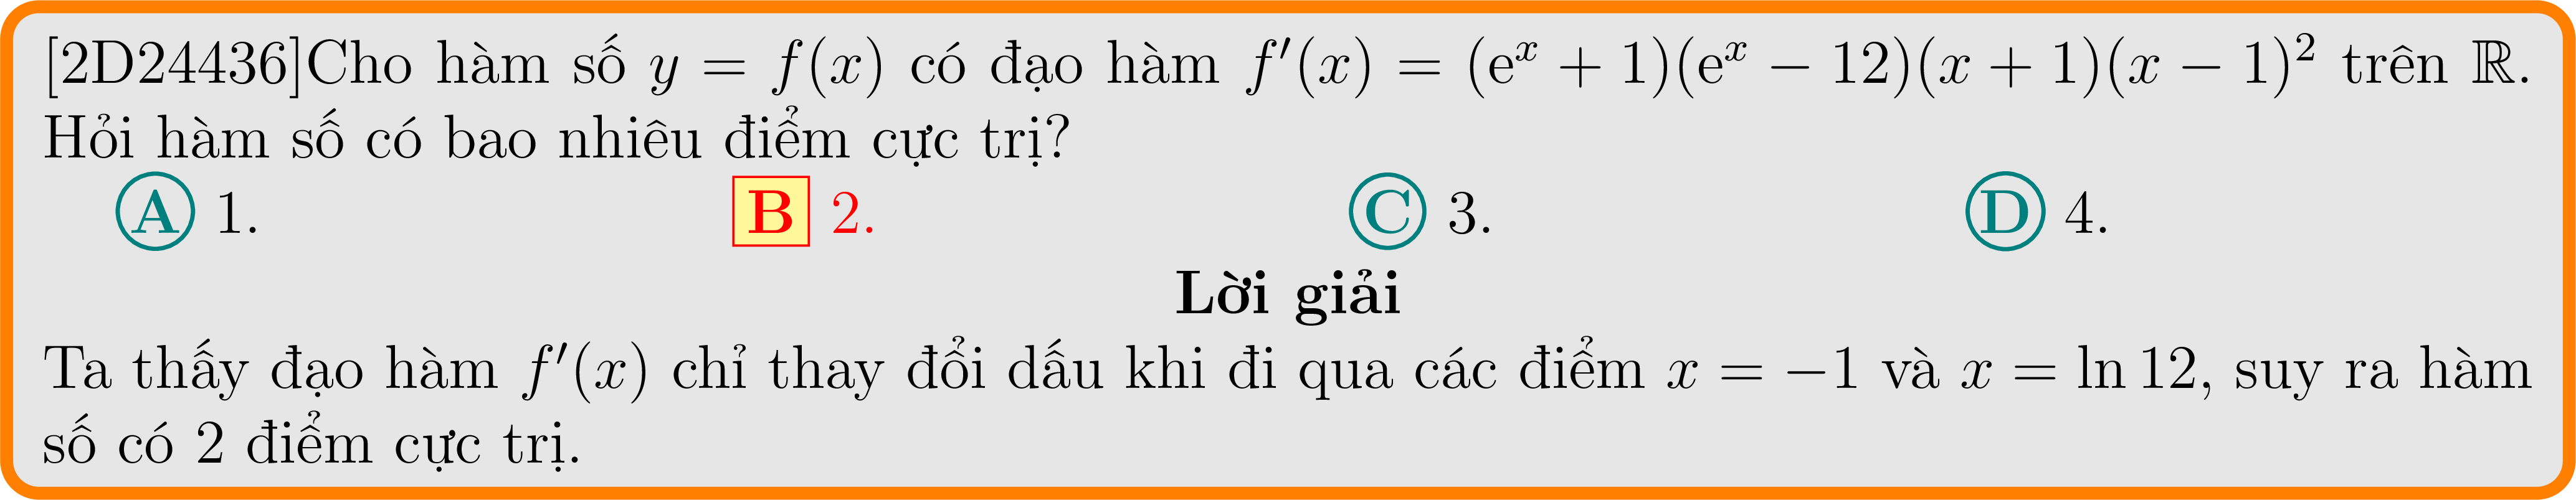 [2D24436]Cho hàm số y = f(x) có đạo hàm f′(x) = (eˣ + 1)(eˣ − 12)(x + 1)(x − 1)² trên ℝ.
Hỏi hàm số có bao nhiêu điểm cực trị?
A 1. B 2. C 3. D 4.
Lời giải
Ta thấy đạo hàm f′(x) chỉ thay đổi dấu khi đi qua các điểm x = −1 và x = ln 12, suy ra hàm
số có 2 điểm cực trị.